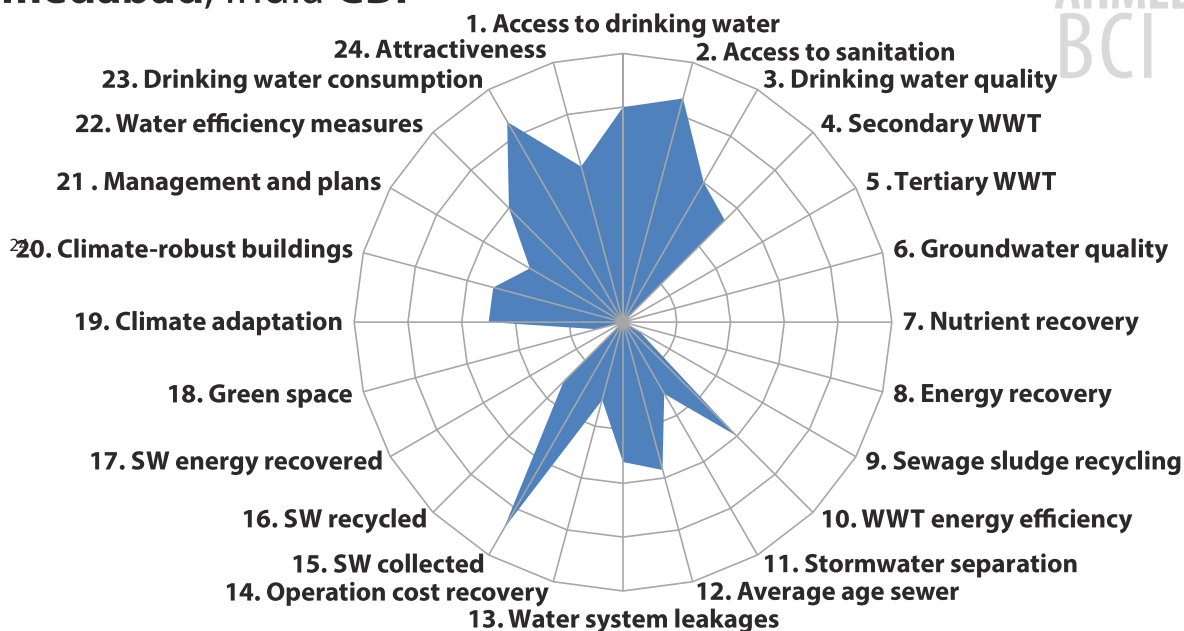 1. Access to drinking water
2. Access to sanitation
3. Drinking water quality
4. Secondary WWT
5 .Tertiary WWT
6. Groundwater quality
7. Nutrient recovery
8. Energy recovery
9. Sewage sludge recycling
10. WWT energy efficiency
11. Stormwater separation
12. Average age sewer
13. Water system leakages
14. Operation cost recovery
15. SW collected
16. SW recycled
17. SW energy recovered
18. Green space
19. Climate adaptation
20. Climate-robust buildings
21 . Management and plans
22. Water efficiency measures
23. Drinking water consumption
24. Attractiveness
BCI